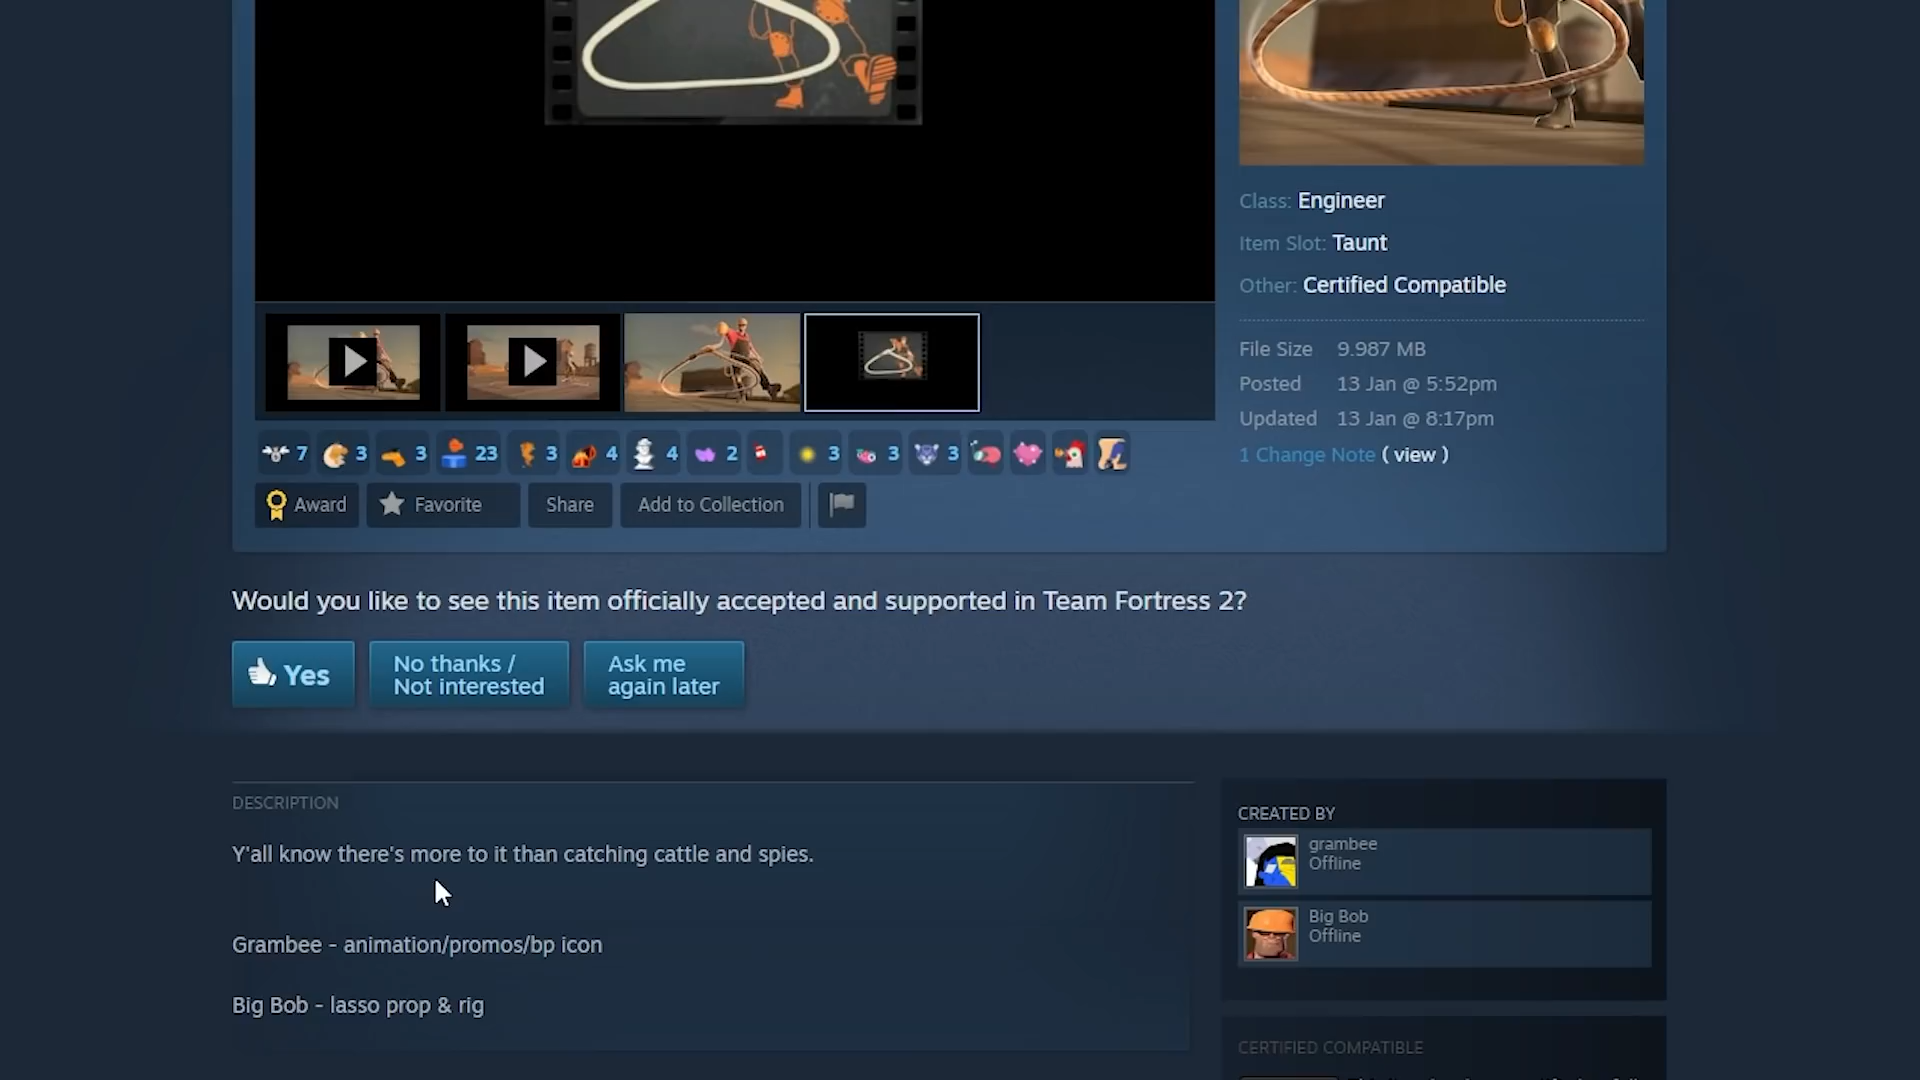 Class: Engineer
Item Slot: Taunt
Other: Certified Compatible
File Size 9.987 MB
Posted 13 Jan @ 5:52pm
Updated 13 Jan @ 8:17pm
1 Change Note ( view )
7 3 3 23 3 4 4 2 3 3 3
Award Favorite Share Add to Collection
Would you like to see this item officially accepted and supported in Team Fortress 2?
Yes
No thanks /
Not interested
Ask me
again later
DESCRIPTION
Y'all know there's more to it than catching cattle and spies.
Grambee - animation/promos/bp icon
Big Bob - lasso prop & rig
CREATED BY
grambee
Offline
Big Bob
Offline
CERTIFIED COMPATIBLE